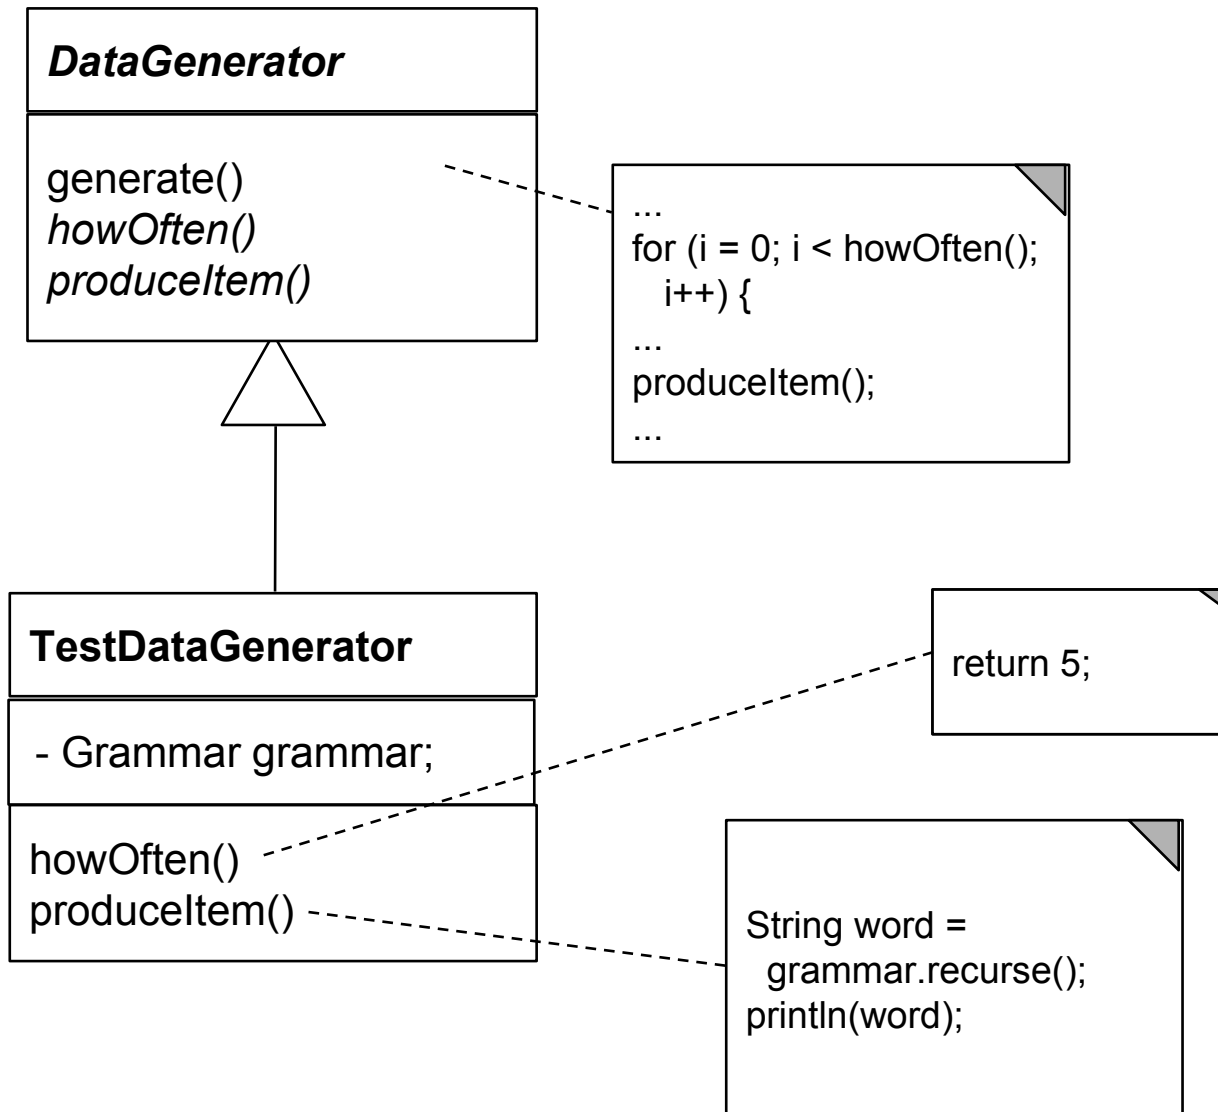 DataGenerator
generate()
howOften()
produceItem()
...
for (i = 0; i < howOften();
i++) {
...
produceItem();
...
TestDataGenerator
- Grammar grammar;
howOften()
produceItem()
return 5;
String word =
grammar.recurse();
println(word);